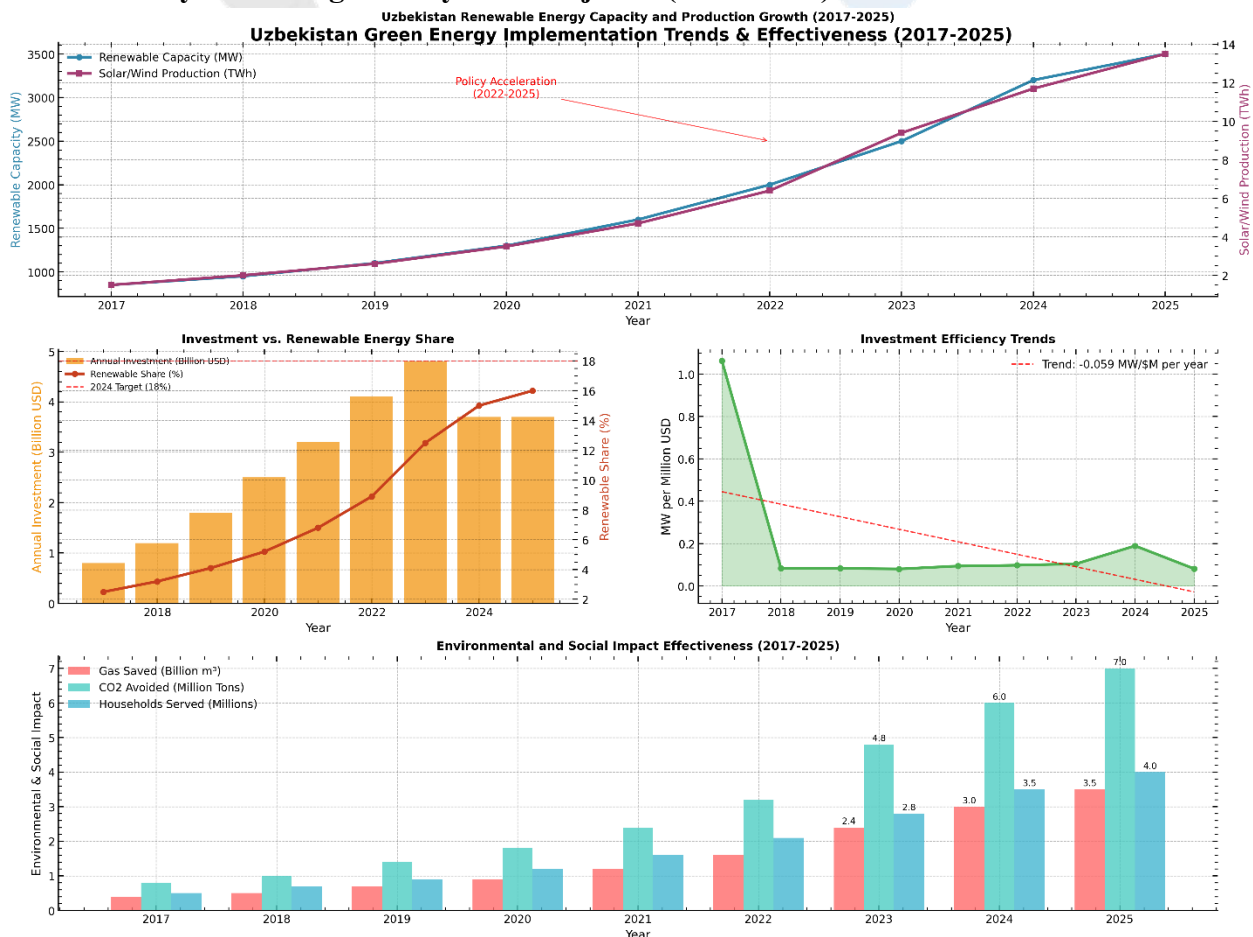 Uzbekistan Renewable Energy Capacity and Production Growth (2017-2025)
Uzbekistan Green Energy Implementation Trends & Effectiveness (2017-2025)
Renewable Capacity (MW)
Solar/Wind Production (TWh)
Policy Acceleration
(2022-2025)
Renewable Capacity (MW)
3500
3000
2500
2000
1500
1000
14
12
10
8
6
4
2
Solar/Wind Production (TWh)
2017 2018 2019 2020 2021 2022 2023 2024 2025
Year
Investment vs. Renewable Energy Share
Annual Investment (Billion USD)
Renewable Share (%)
2024 Target (18%)
Annual Investment (Billion USD)
5
4
3
2
1
0
18
16
14
12
10
8
6
4
2
Renewable Share (%)
2018 2020 2022 2024
Year
Investment Efficiency Trends
Trend: -0.059 MW/$M per year
MW per Million USD
1.0
0.8
0.6
0.4
0.2
0.0
2017 2018 2019 2020 2021 2022 2023 2024 2025
Year
Environmental and Social Impact Effectiveness (2017-2025)
Gas Saved (Billion m³)
CO2 Avoided (Million Tons)
Households Served (Millions)
Environmental & Social Impact
7
6
5
4
3
2
1
0
2.4 4.8 2.8
3.0 6.0 3.5
3.5 7.0 4.0
2017 2018 2019 2020 2021 2022 2023 2024 2025
Year